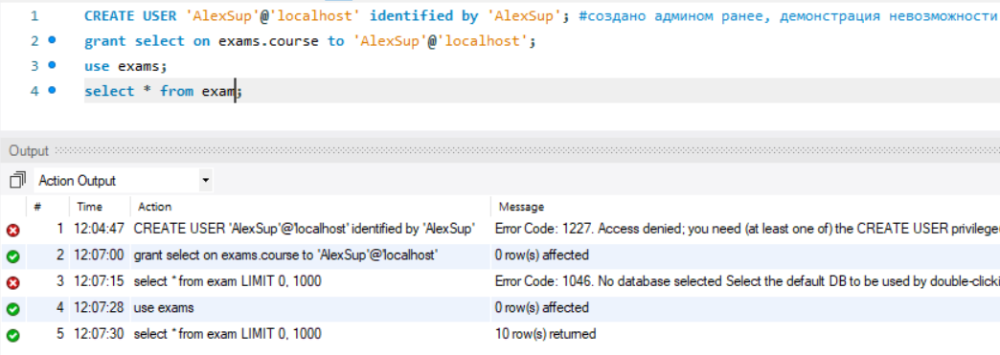 1 CREATE USER 'AlexSup'@'localhost' identified by 'AlexSup'; #создано админом ранее, демонстрация невозможности
2 grant select on exams.course to 'AlexSup'@'localhost';
3 use exams;
4 select * from exam;
Output
Action Output
# Time Action Message
1 12:04:47 CREATE USER 'AlexSup'@'localhost' identified by 'AlexSup' Error Code: 1227. Access denied; you need (at least one of) the CREATE USER privilege
2 12:07:00 grant select on exams.course to 'AlexSup'@'localhost' 0 row(s) affected
3 12:07:15 select * from exam LIMIT 0, 1000 Error Code: 1046. No database selected Select the default DB to be used by double-clicki
4 12:07:28 use exams 0 row(s) affected
5 12:07:30 select * from exam LIMIT 0, 1000 10 row(s) returned